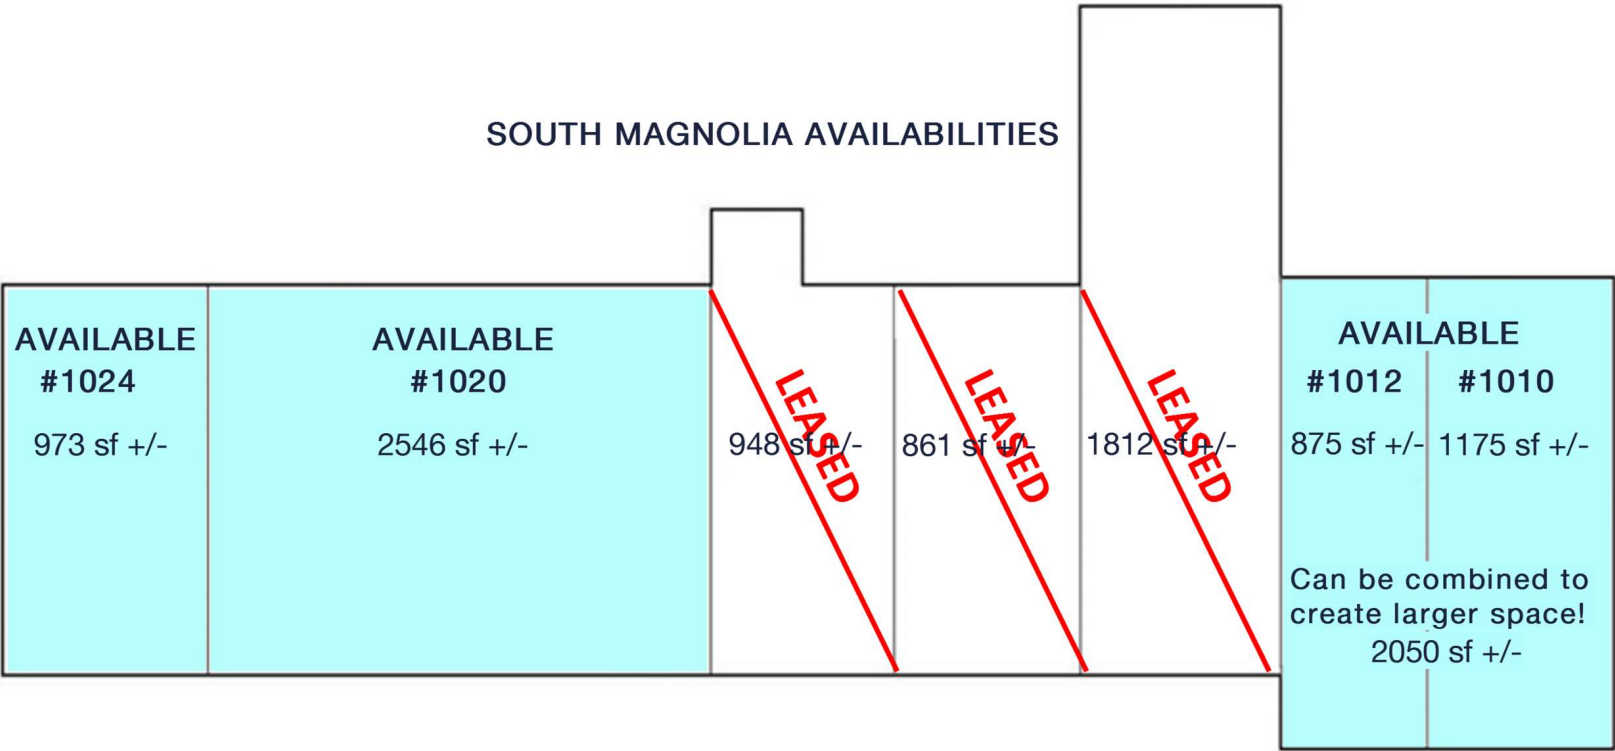 SOUTH MAGNOLIA AVAILABILITIES
AVAILABLE
#1024
973 sf +/-
AVAILABLE
#1020
2546 sf +/-
LEASED
948 sf +/-
LEASED
861 sf +/-
LEASED
1812 sf +/-
AVAILABLE
#1012 #1010
875 sf +/- 1175 sf +/-
Can be combined to
create larger space!
2050 sf +/-